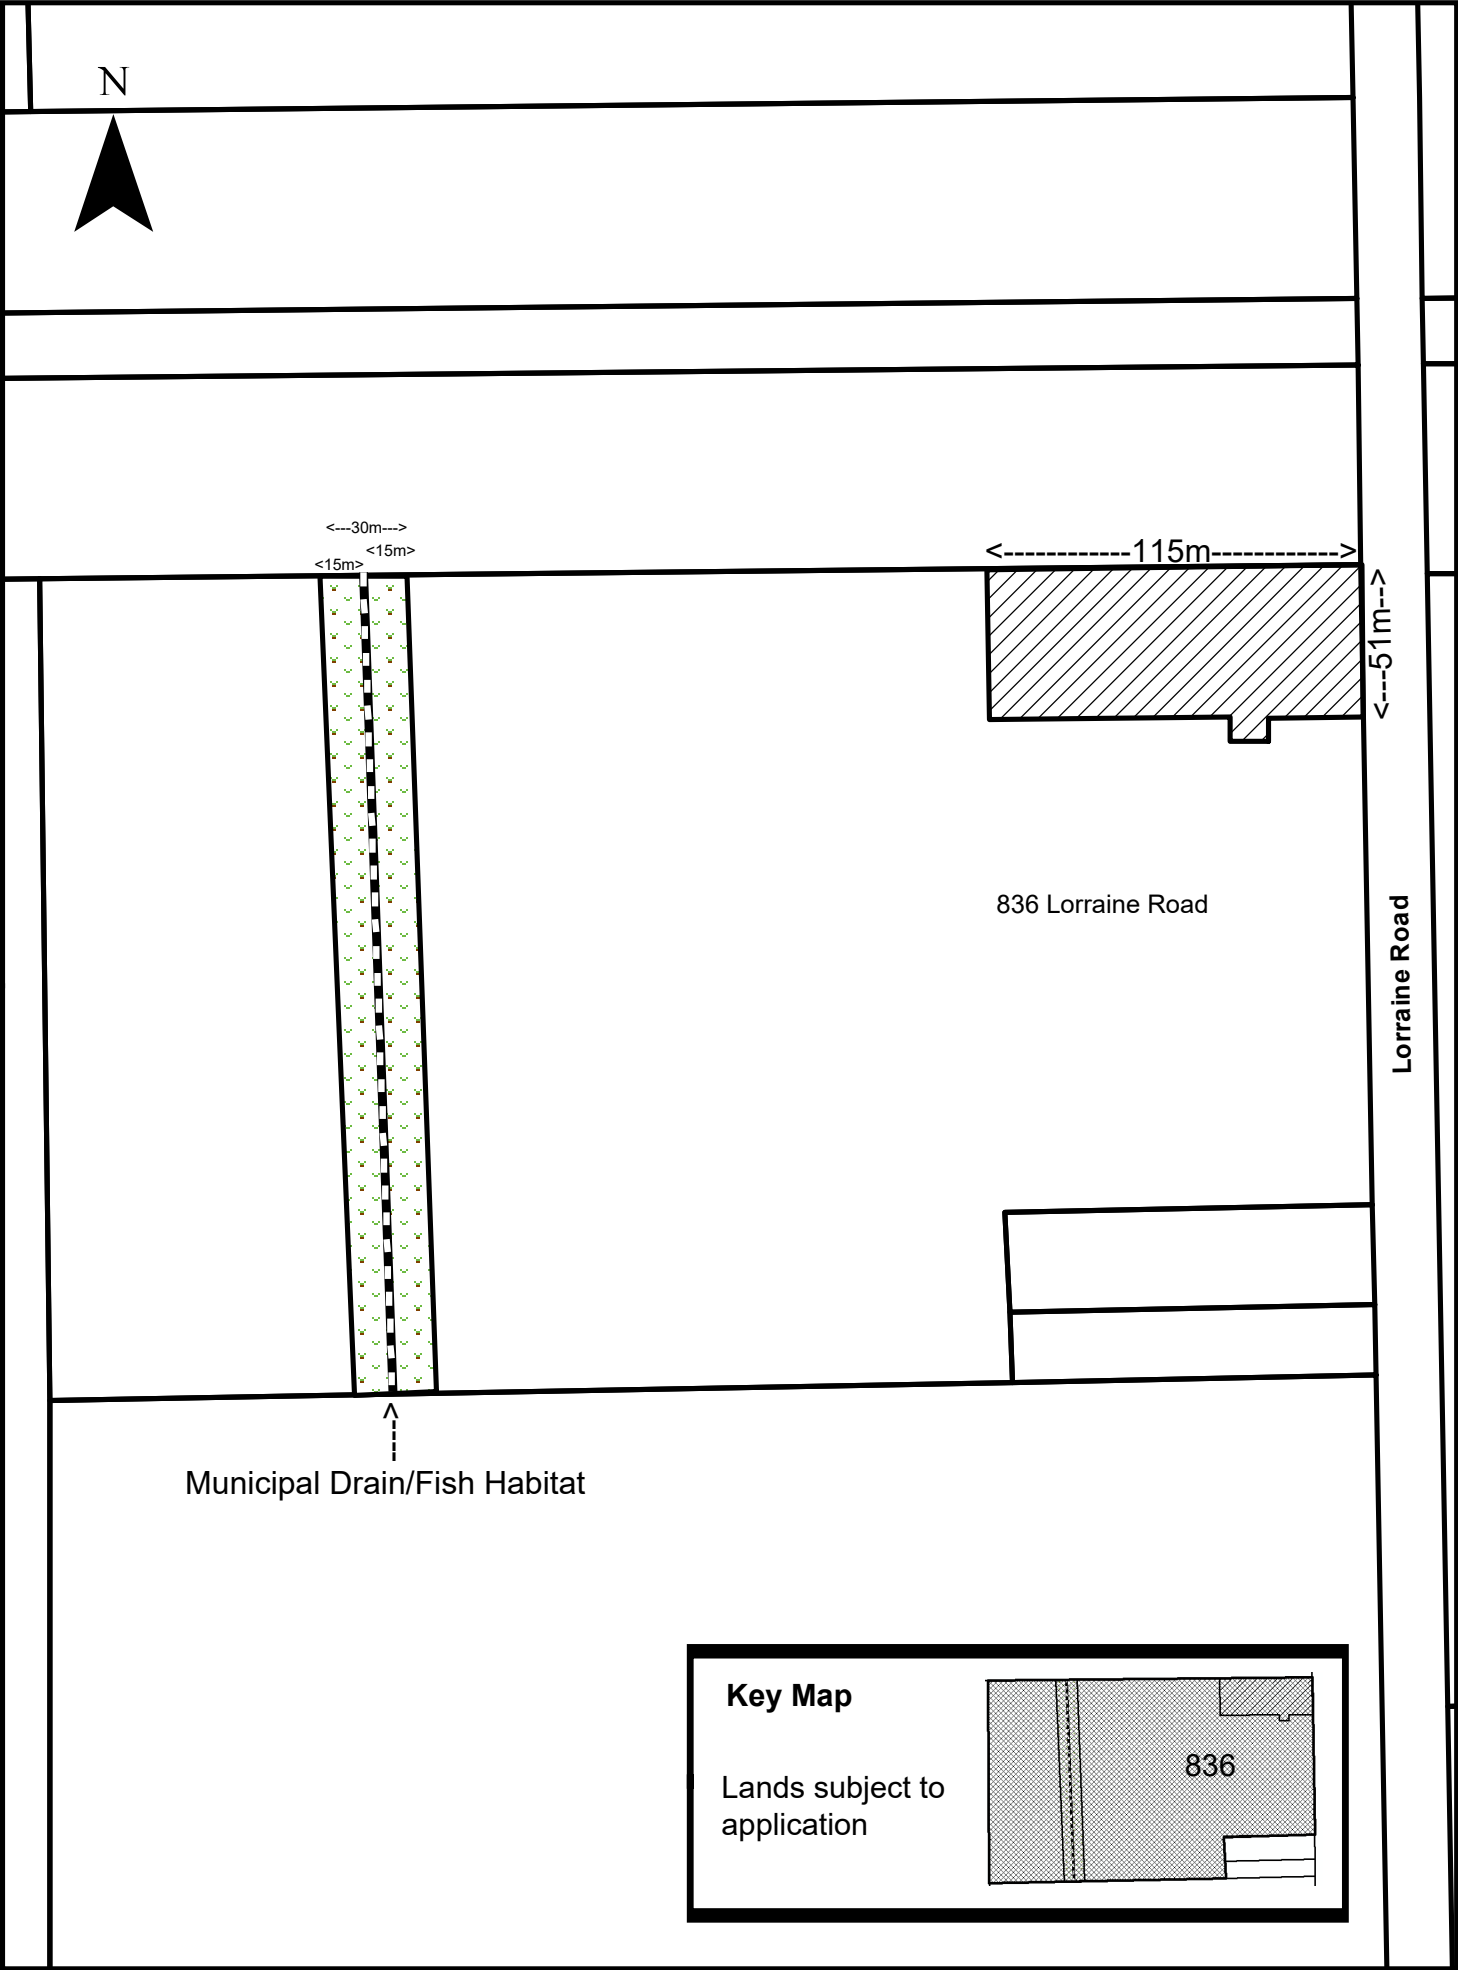 N
<---30m--->
<15m>
<15m>
<------------115m------------>
<---51m--->
836 Lorraine Road
Lorraine Road
<-----
Municipal Drain/Fish Habitat
Key Map
836
Lands subject to
application